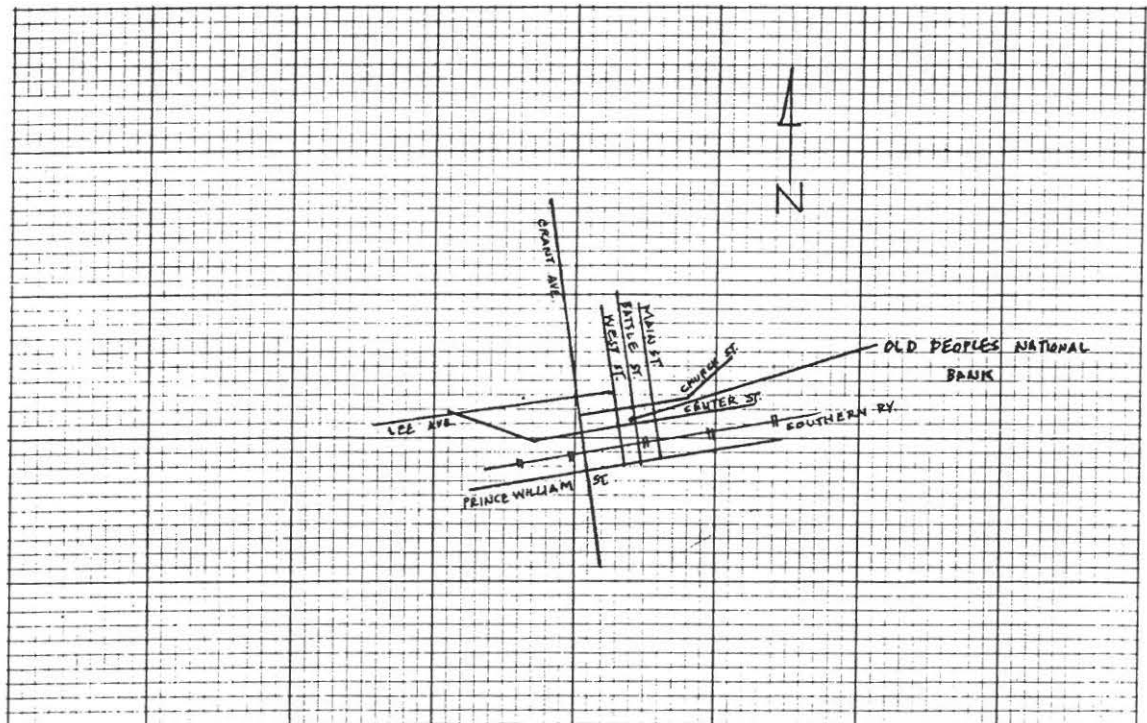 N
GRANT AVE.
MAIN ST.
BATTLE ST.
WEST ST.
CHURCH ST.
OLD PEOPLES NATIONAL
BANK
CENTER ST.
LEE AVE.
SOUTHERN RY.
PRINCE WILLIAM ST.